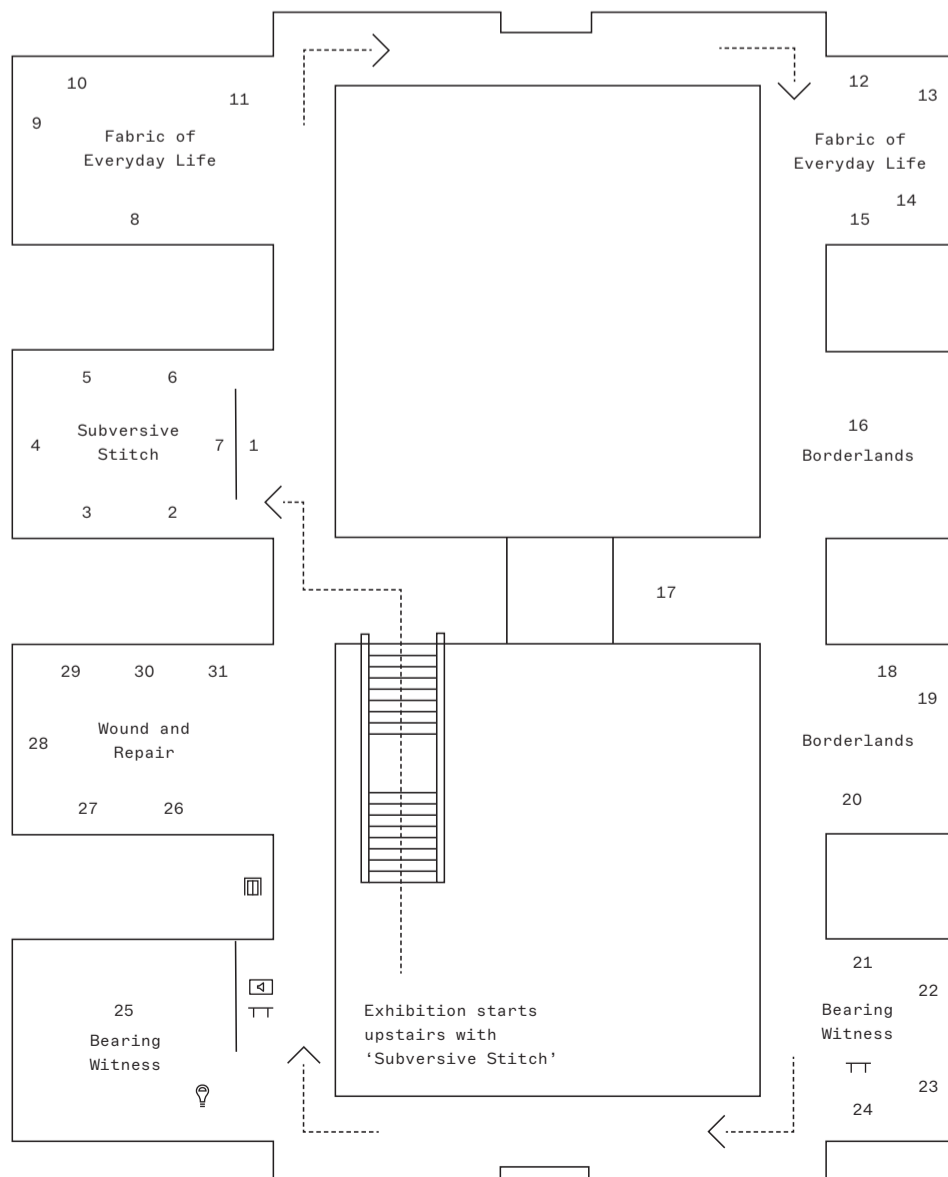 10
11
9
Fabric of
Everyday Life
8
12
13
Fabric of
Everyday Life
14
15
5
6
4
Subversive
Stitch
7
1
3
2
16
Borderlands
17
29
30
31
28
Wound and
Repair
27
26
18
19
Borderlands
20
25
Bearing
Witness
Exhibition starts
upstairs with
‘Subversive Stitch’
21
22
Bearing
Witness
23
24